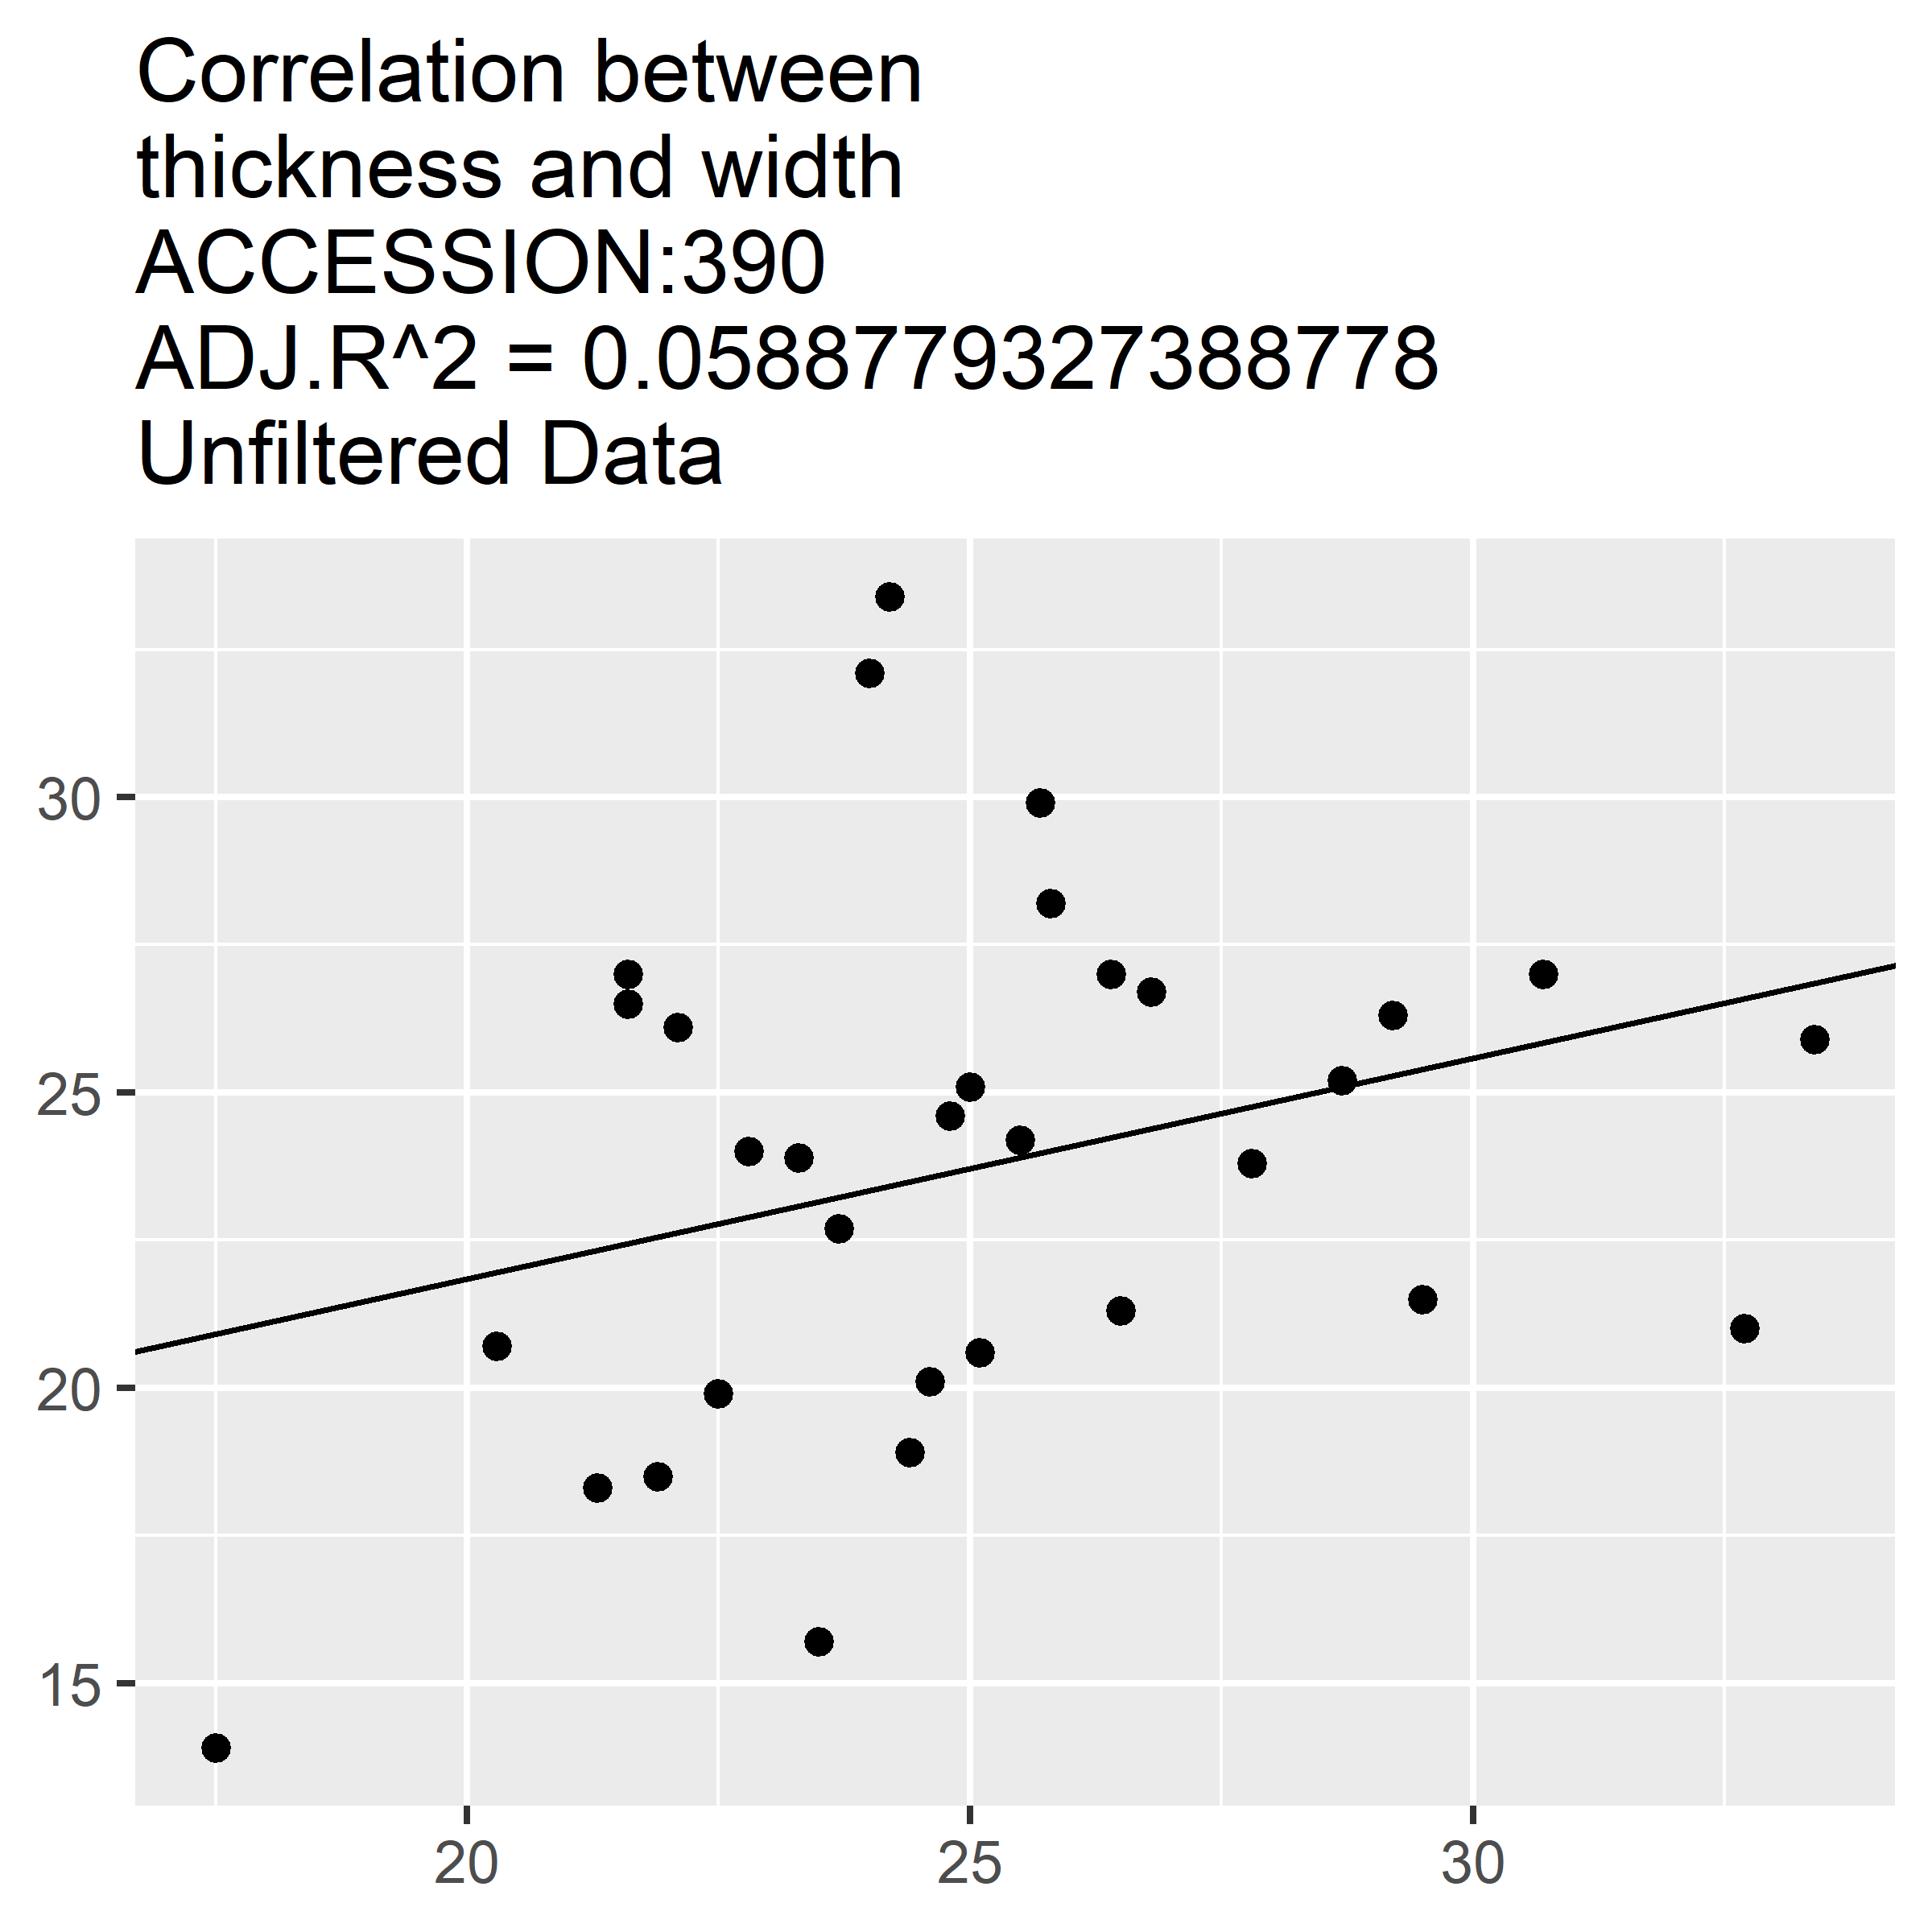 Correlation between
thickness and width
ACCESSION:390
ADJ.R^2 = 0.0588779327388778
Unfiltered Data
30
25
20
15
20
25
30